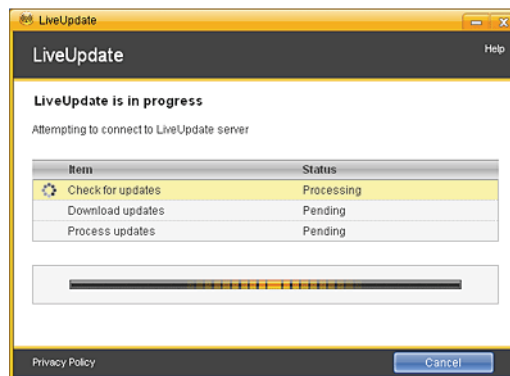 LiveUpdate
LiveUpdate
Help
LiveUpdate is in progress
Attempting to connect to LiveUpdate server
Item Status
Check for updates Processing
Download updates Pending
Process updates Pending
Privacy Policy Cancel